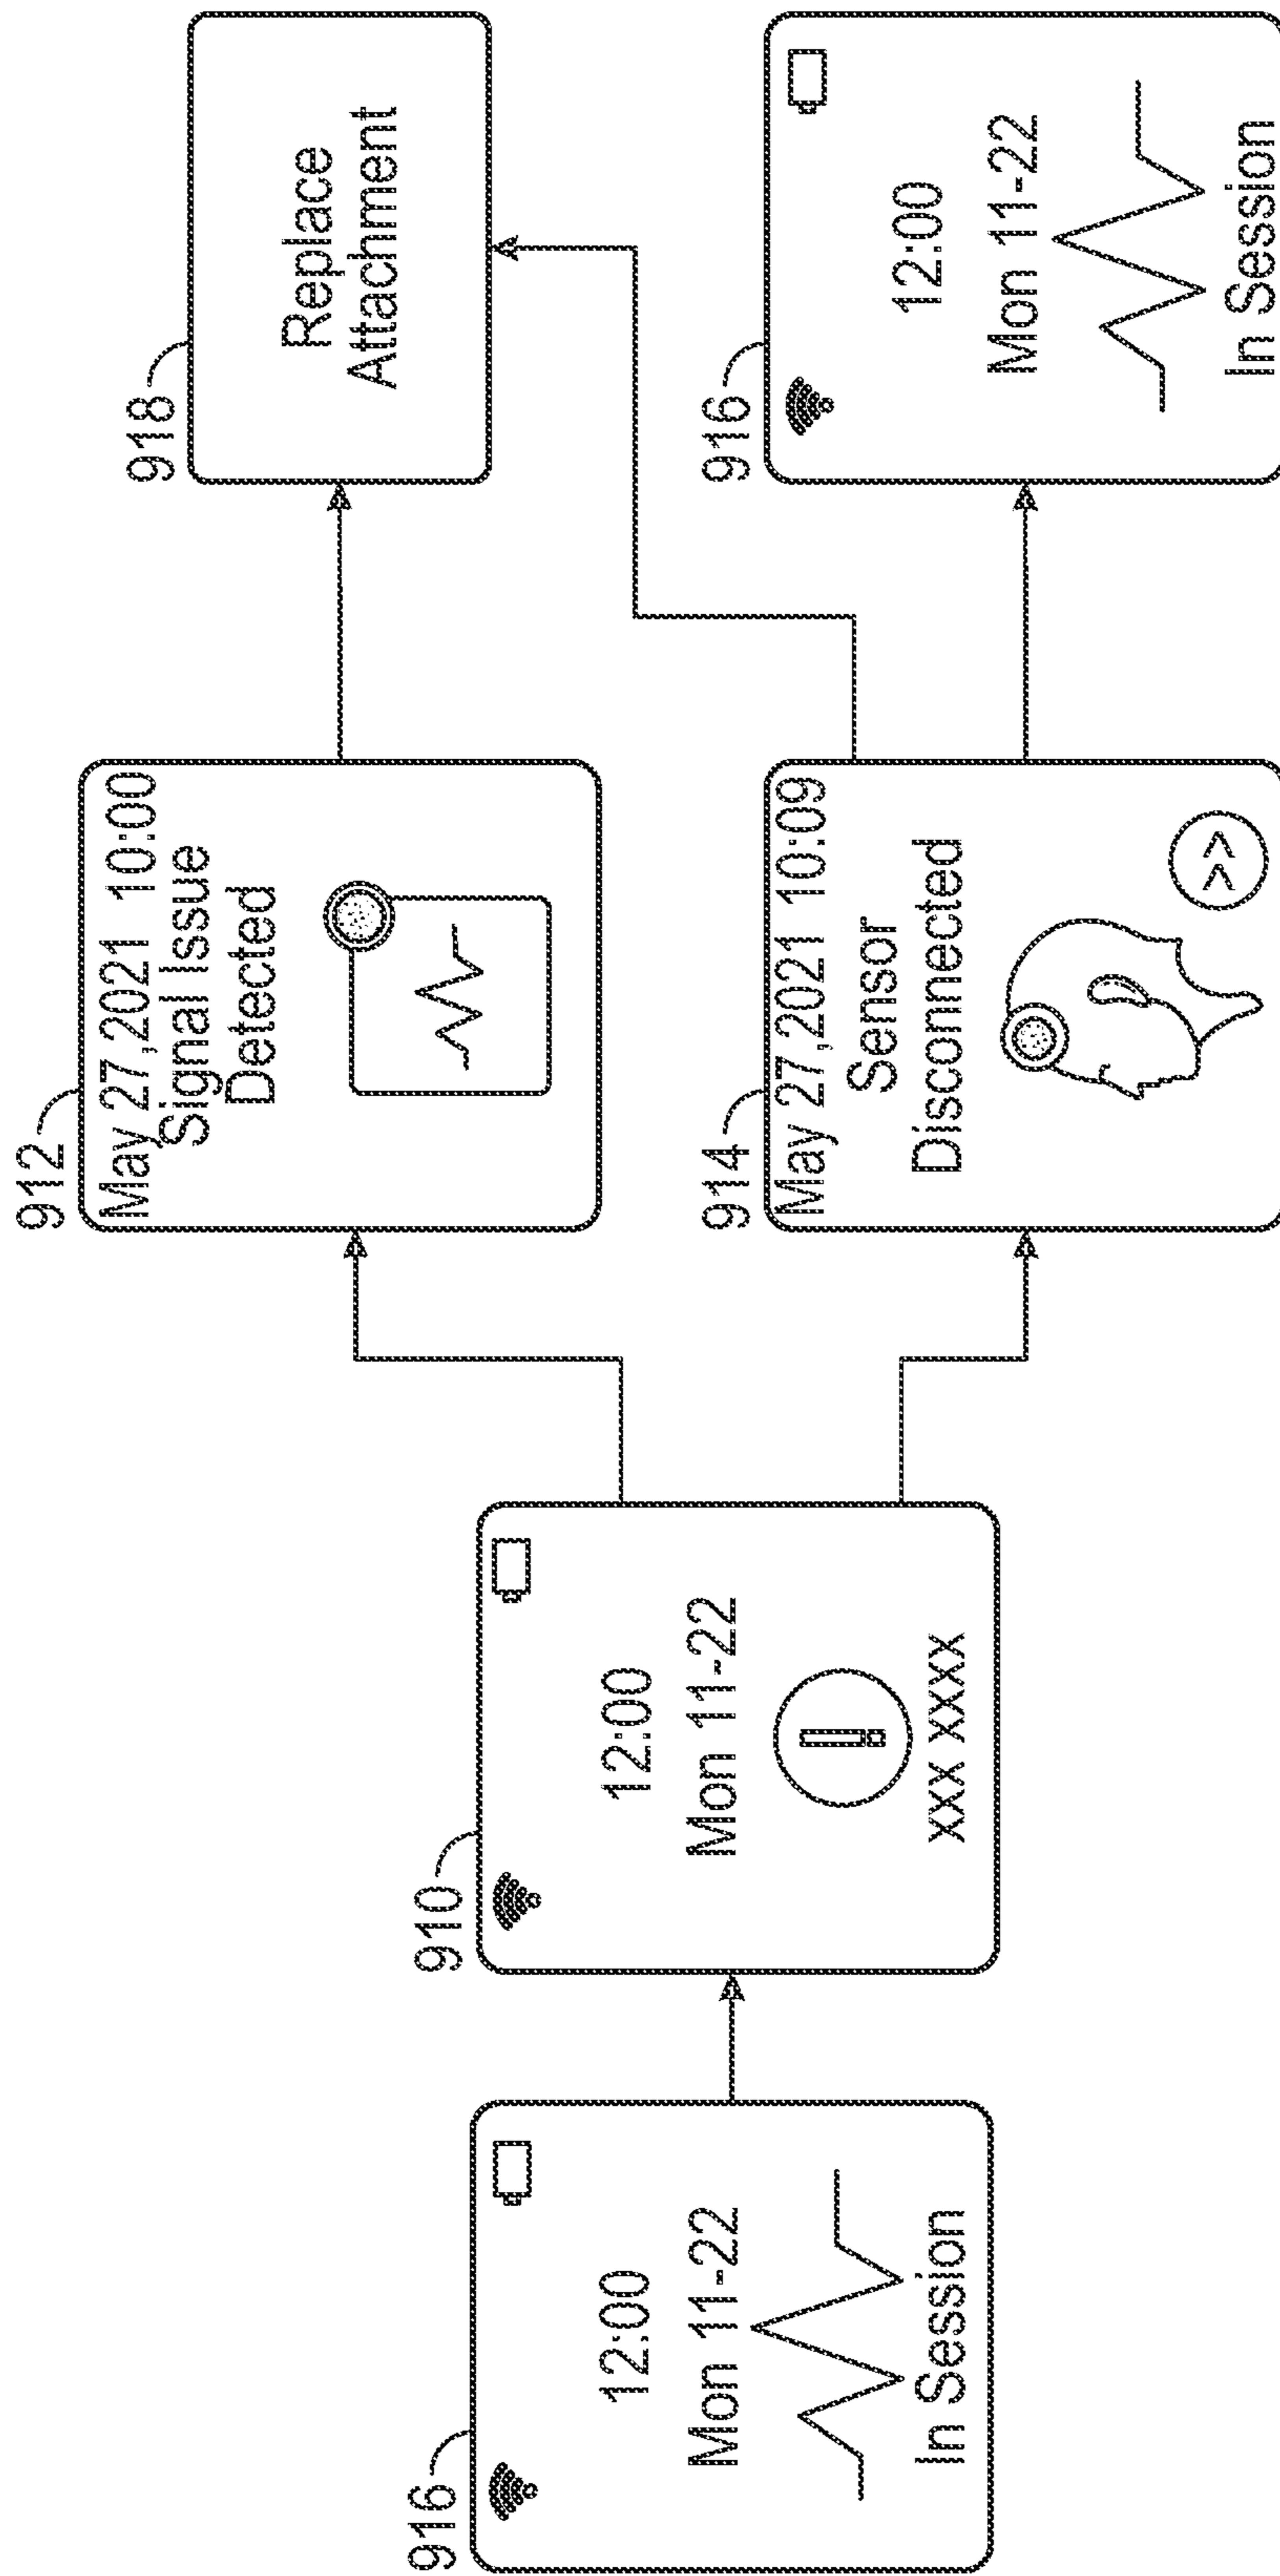 916
12:00
Mon 11-22
In Session
910
12:00
Mon 11-22
xxx xxxx
912
May 27,2021 10:00
Signal Issue
Detected
914
May 27,2021 10:09
Sensor
Disconnected
>>
918
Replace
Attachment
916
12:00
Mon 11-22
In Session